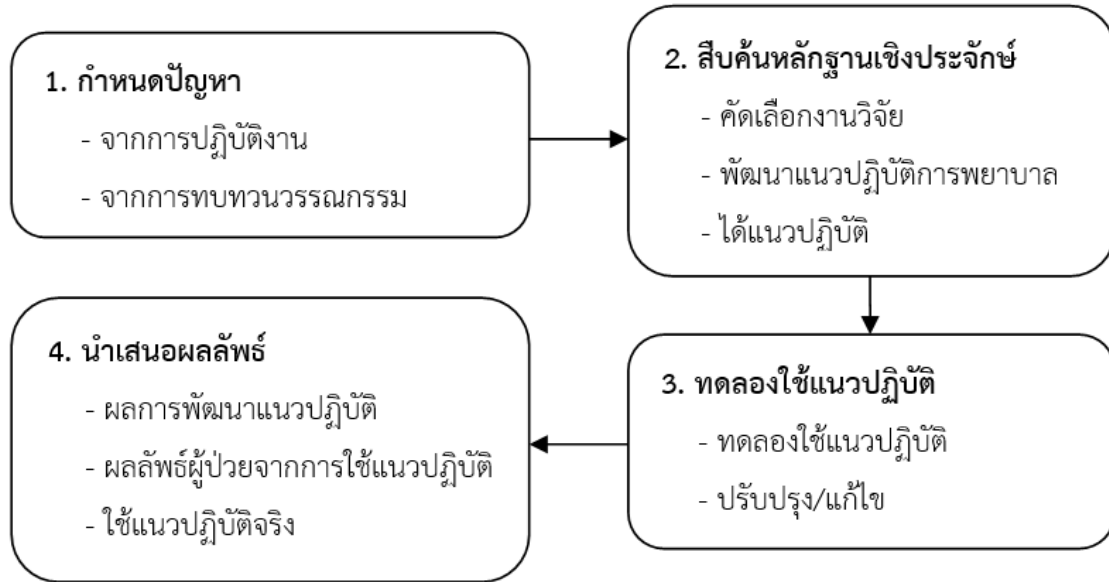 1. กำหนดปัญหา
- จากการปฏิบัติงาน
- จากการทบทวนวรรณกรรม
2. สืบค้นหลักฐานเชิงประจักษ์
- คัดเลือกงานวิจัย
- พัฒนาแนวปฏิบัติการพยาบาล
- ได้แนวปฏิบัติ
3. ทดลองใช้แนวปฏิบัติ
- ทดลองใช้แนวปฏิบัติ
- ปรับปรุง/แก้ไข
4. นำเสนอผลลัพธ์
- ผลการพัฒนาแนวปฏิบัติ
- ผลลัพธ์ผู้ป่วยจากการใช้แนวปฏิบัติ
- ใช้แนวปฏิบัติจริง